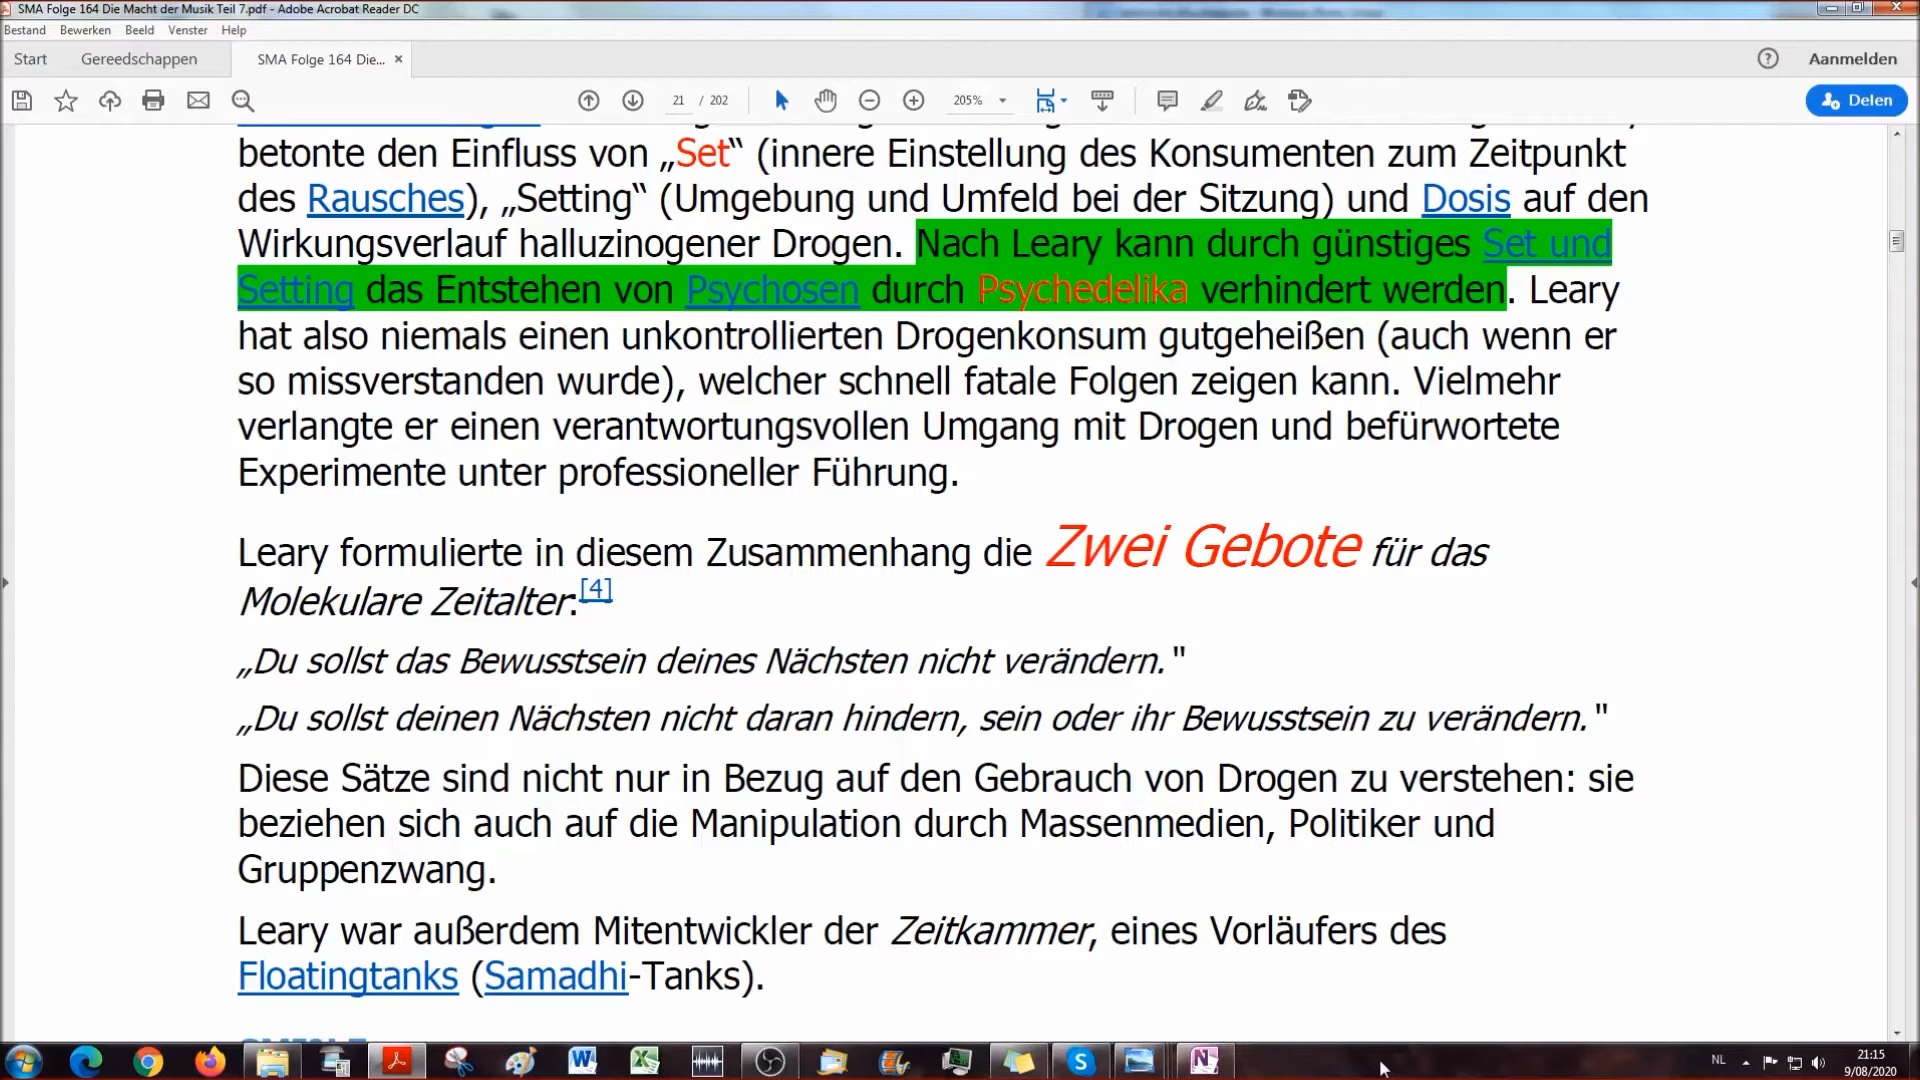 SMA Folge 164 Die Macht der Musik Teil 7.pdf - Adobe Acrobat Reader DC
Bestand Bewerken Beeld Venster Help
Start Gereedschappen SMA Folge 164 Die... × Aanmelden
21 / 202 205% Delen
betonte den Einfluss von „Set“ (innere Einstellung des Konsumenten zum Zeitpunkt
des Rausches), „Setting“ (Umgebung und Umfeld bei der Sitzung) und Dosis auf den
Wirkungsverlauf halluzinogener Drogen. Nach Leary kann durch günstiges Set und
Setting das Entstehen von Psychosen durch Psychedelika verhindert werden. Leary
hat also niemals einen unkontrollierten Drogenkonsum gutgeheißen (auch wenn er
so missverstanden wurde), welcher schnell fatale Folgen zeigen kann. Vielmehr
verlangte er einen verantwortungsvollen Umgang mit Drogen und befürwortete
Experimente unter professioneller Führung.
Leary formulierte in diesem Zusammenhang die Zwei Gebote für das
Molekulare Zeitalter:[4]
„Du sollst das Bewusstsein deines Nächsten nicht verändern."
„Du sollst deinen Nächsten nicht daran hindern, sein oder ihr Bewusstsein zu verändern."
Diese Sätze sind nicht nur in Bezug auf den Gebrauch von Drogen zu verstehen: sie
beziehen sich auch auf die Manipulation durch Massenmedien, Politiker und
Gruppenzwang.
Leary war außerdem Mitentwickler der Zeitkammer, eines Vorläufers des
Floatingtanks (Samadhi-Tanks).
NL 21:15
9/08/2020